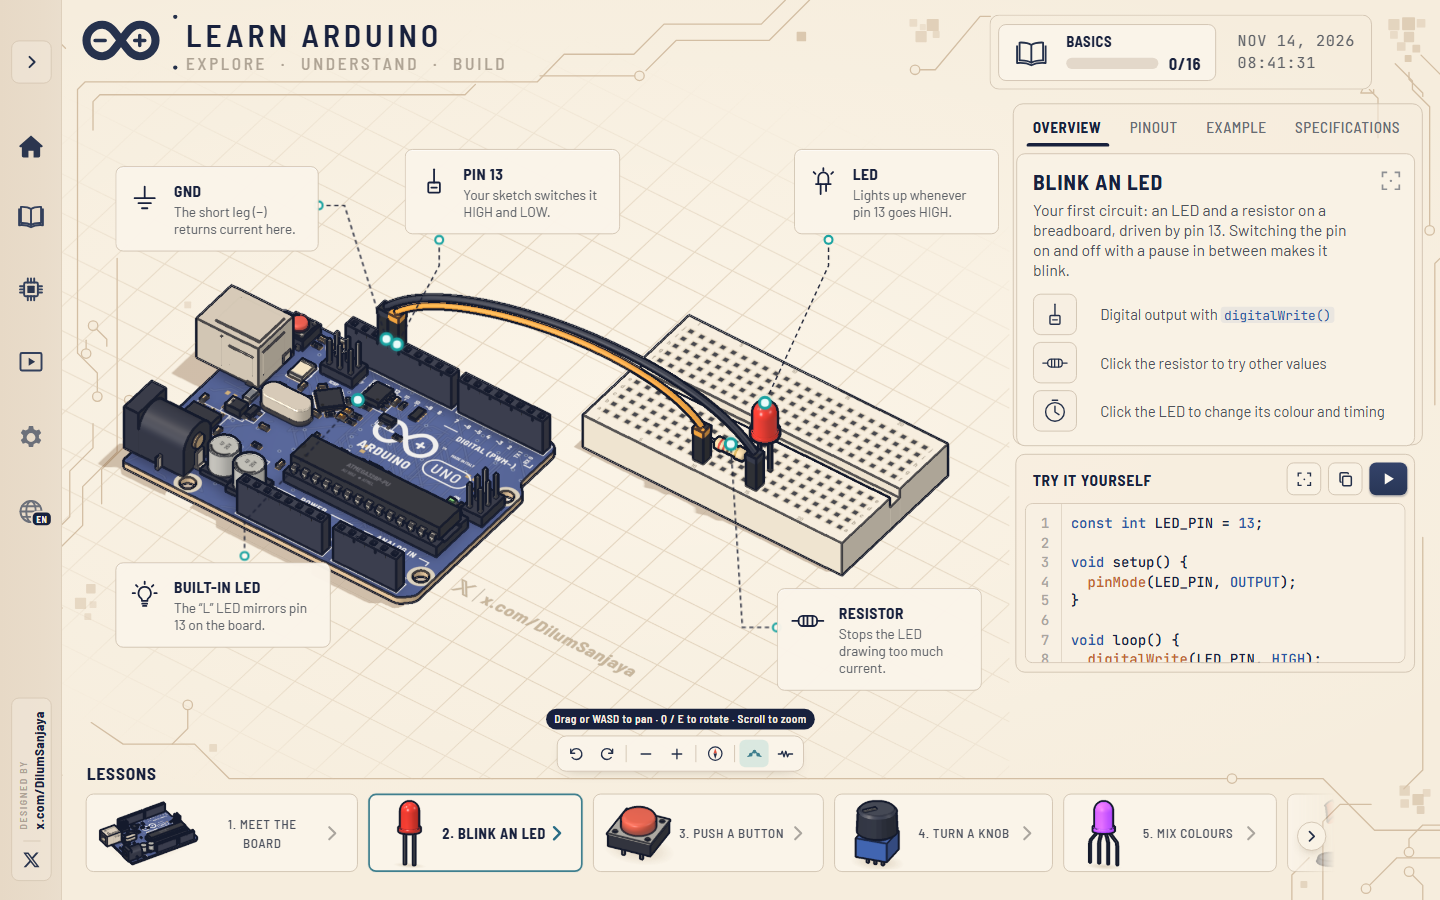 LEARN ARDUINO
EXPLORE · UNDERSTAND · BUILD
BASICS
0/16
NOV 14, 2026
08:41:31
EN
DESIGNED BY
x.com/DilumSanjaya
GND
The short leg (−)
returns current here.
PIN 13
Your sketch switches it
HIGH and LOW.
LED
Lights up whenever
pin 13 goes HIGH.
DIGITAL (PWM~)
ARDUINO
UNO
POWER
ANALOG IN
BUILT-IN LED
The “L” LED mirrors pin
13 on the board.
RESISTOR
Stops the LED
drawing too much
current.
x.com/DilumSanjaya
Drag or WASD to pan · Q / E to rotate · Scroll to zoom
OVERVIEW
PINOUT
EXAMPLE
SPECIFICATIONS
BLINK AN LED
Your first circuit: an LED and a resistor on a
breadboard, driven by pin 13. Switching the pin
on and off with a pause in between makes it
blink.
Digital output with digitalWrite()
Click the resistor to try other values
Click the LED to change its colour and timing
TRY IT YOURSELF
1 const int LED_PIN = 13;
2
3 void setup() {
4 pinMode(LED_PIN, OUTPUT);
5 }
6
7 void loop() {
8 digitalWrite(LED_PIN, HIGH);
LESSONS
1. MEET THE
BOARD
2. BLINK AN LED
3. PUSH A BUTTON
4. TURN A KNOB
5. MIX COLOURS